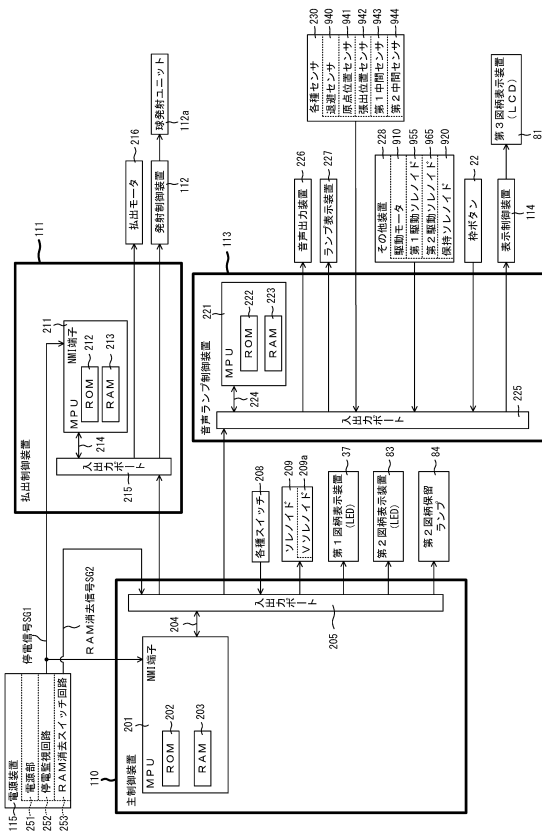 115
電源装置
251
電源部
252
停電監視回路
253
RAM消去スイッチ回路
停電信号SG1
RAM消去信号SG2
110
主制御装置
201
MPU
NMI端子
ROM
202
RAM
203
204
入出力ポート
205
各種スイッチ
208
ソレノイド
209
Vソレノイド
209a
第1図柄表示装置
(LED)
37
第2図柄表示装置
(LED)
83
第2図柄保留
ランプ
84
111
払出制御装置
211
MPU
NMI端子
ROM
212
RAM
213
214
入出力ポート
215
払出モータ
216
発射制御装置
112
球発射ユニット
112a
113
音声ランプ制御装置
221
MPU
ROM
222
RAM
223
224
入出力ポート
225
音声出力装置
226
ランプ表示装置
227
各種センサ
230
退避センサ
940
原点位置センサ
941
張出位置センサ
942
第1中間センサ
943
第2中間センサ
944
その他装置
228
駆動モータ
910
第1駆動ソレノイド
955
第2駆動ソレノイド
965
保持ソレノイド
920
枠ボタン
22
表示制御装置
114
第3図柄表示装置
(LCD)
81